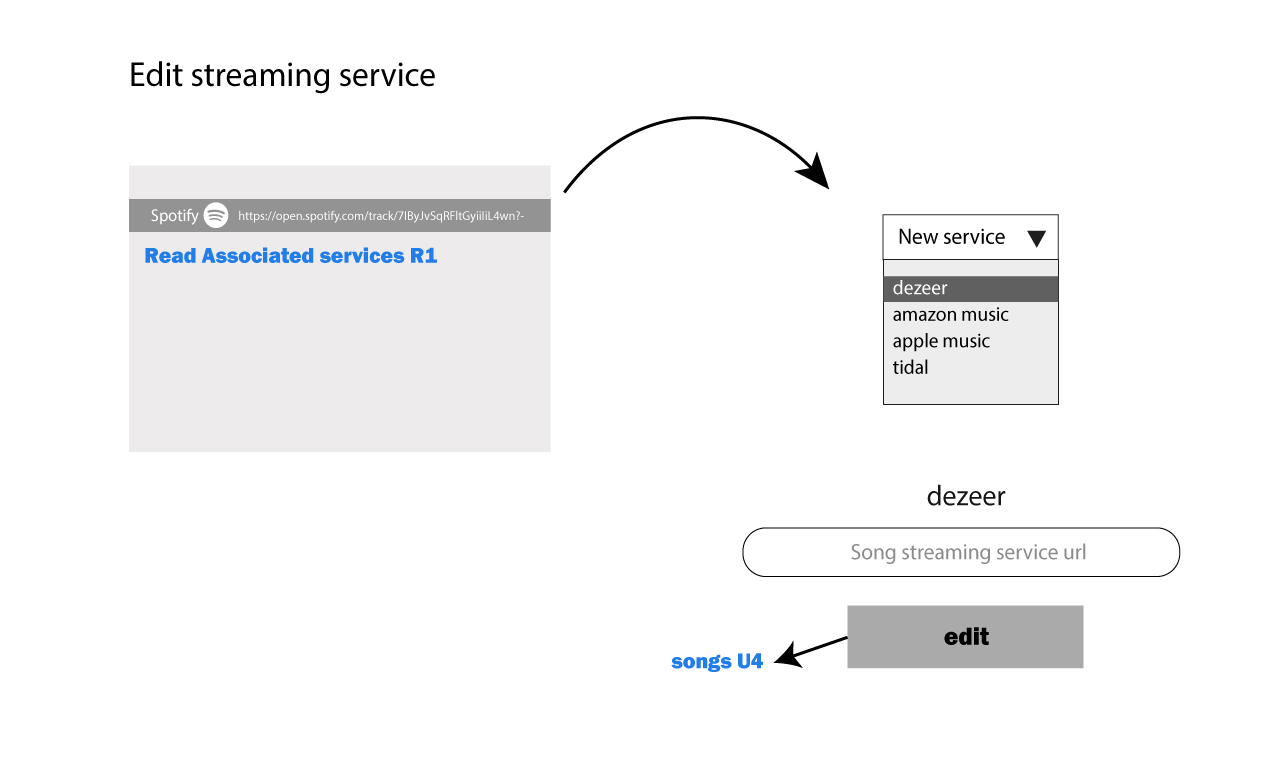 Edit streaming service
Spotify https://open.spotify.com/track/7IByJvSqRFltGyiiIiL4wn?-
Read Associated services R1
New service
dezeer
amazon music
apple music
tidal
dezeer
Song streaming service url
edit
songs U4